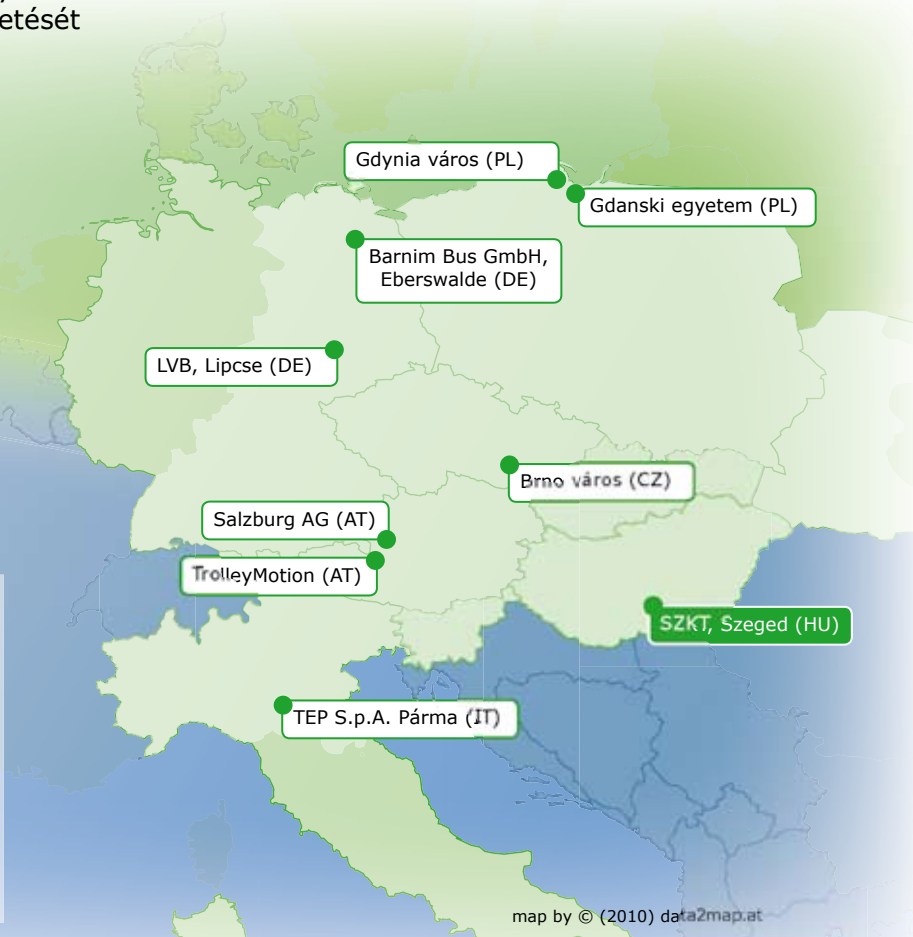 etését
Gdynia város (PL)
Gdanski egyetem (PL)
Barnim Bus GmbH,
Eberswalde (DE)
LVB, Lipcse (DE)
Brno város (CZ)
Salzburg AG (AT)
TrolleyMotion (AT)
SZKT, Szeged (HU)
TEP S.p.A. Párma (IT)
map by © (2010) data2map.at